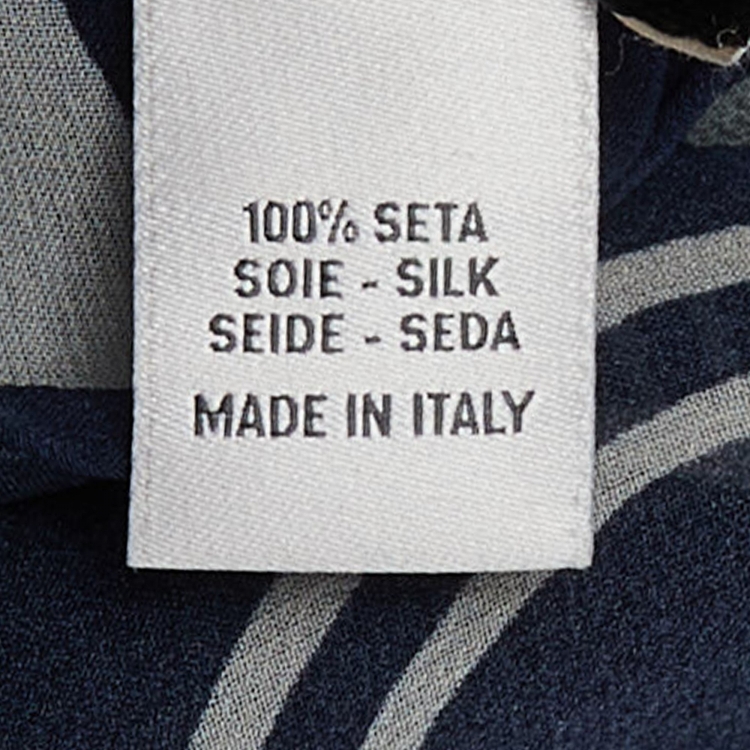 100% SETA
SOIE - SILK
SEIDE - SEDA
MADE IN ITALY